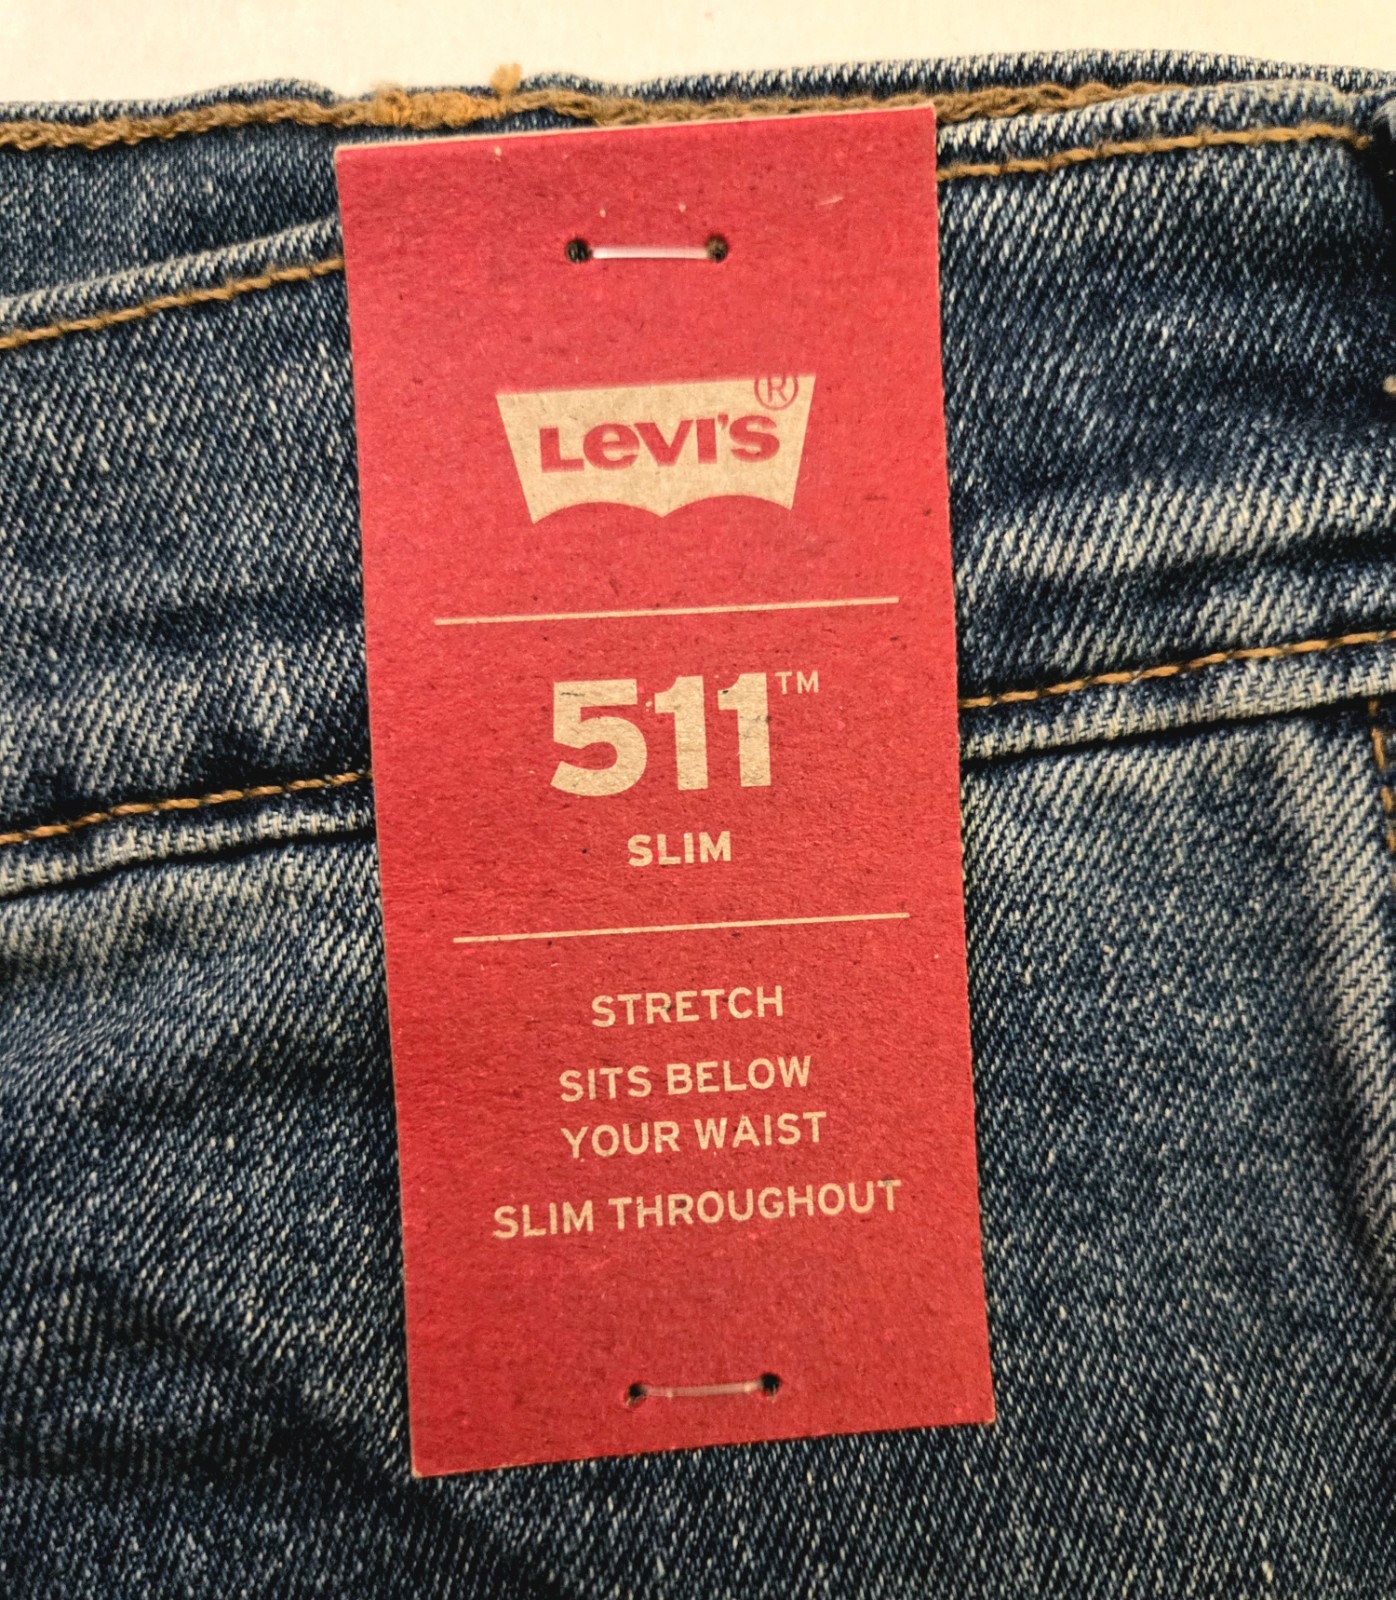 Levi's®
511™
SLIM
STRETCH
SITS BELOW
YOUR WAIST
SLIM THROUGHOUT